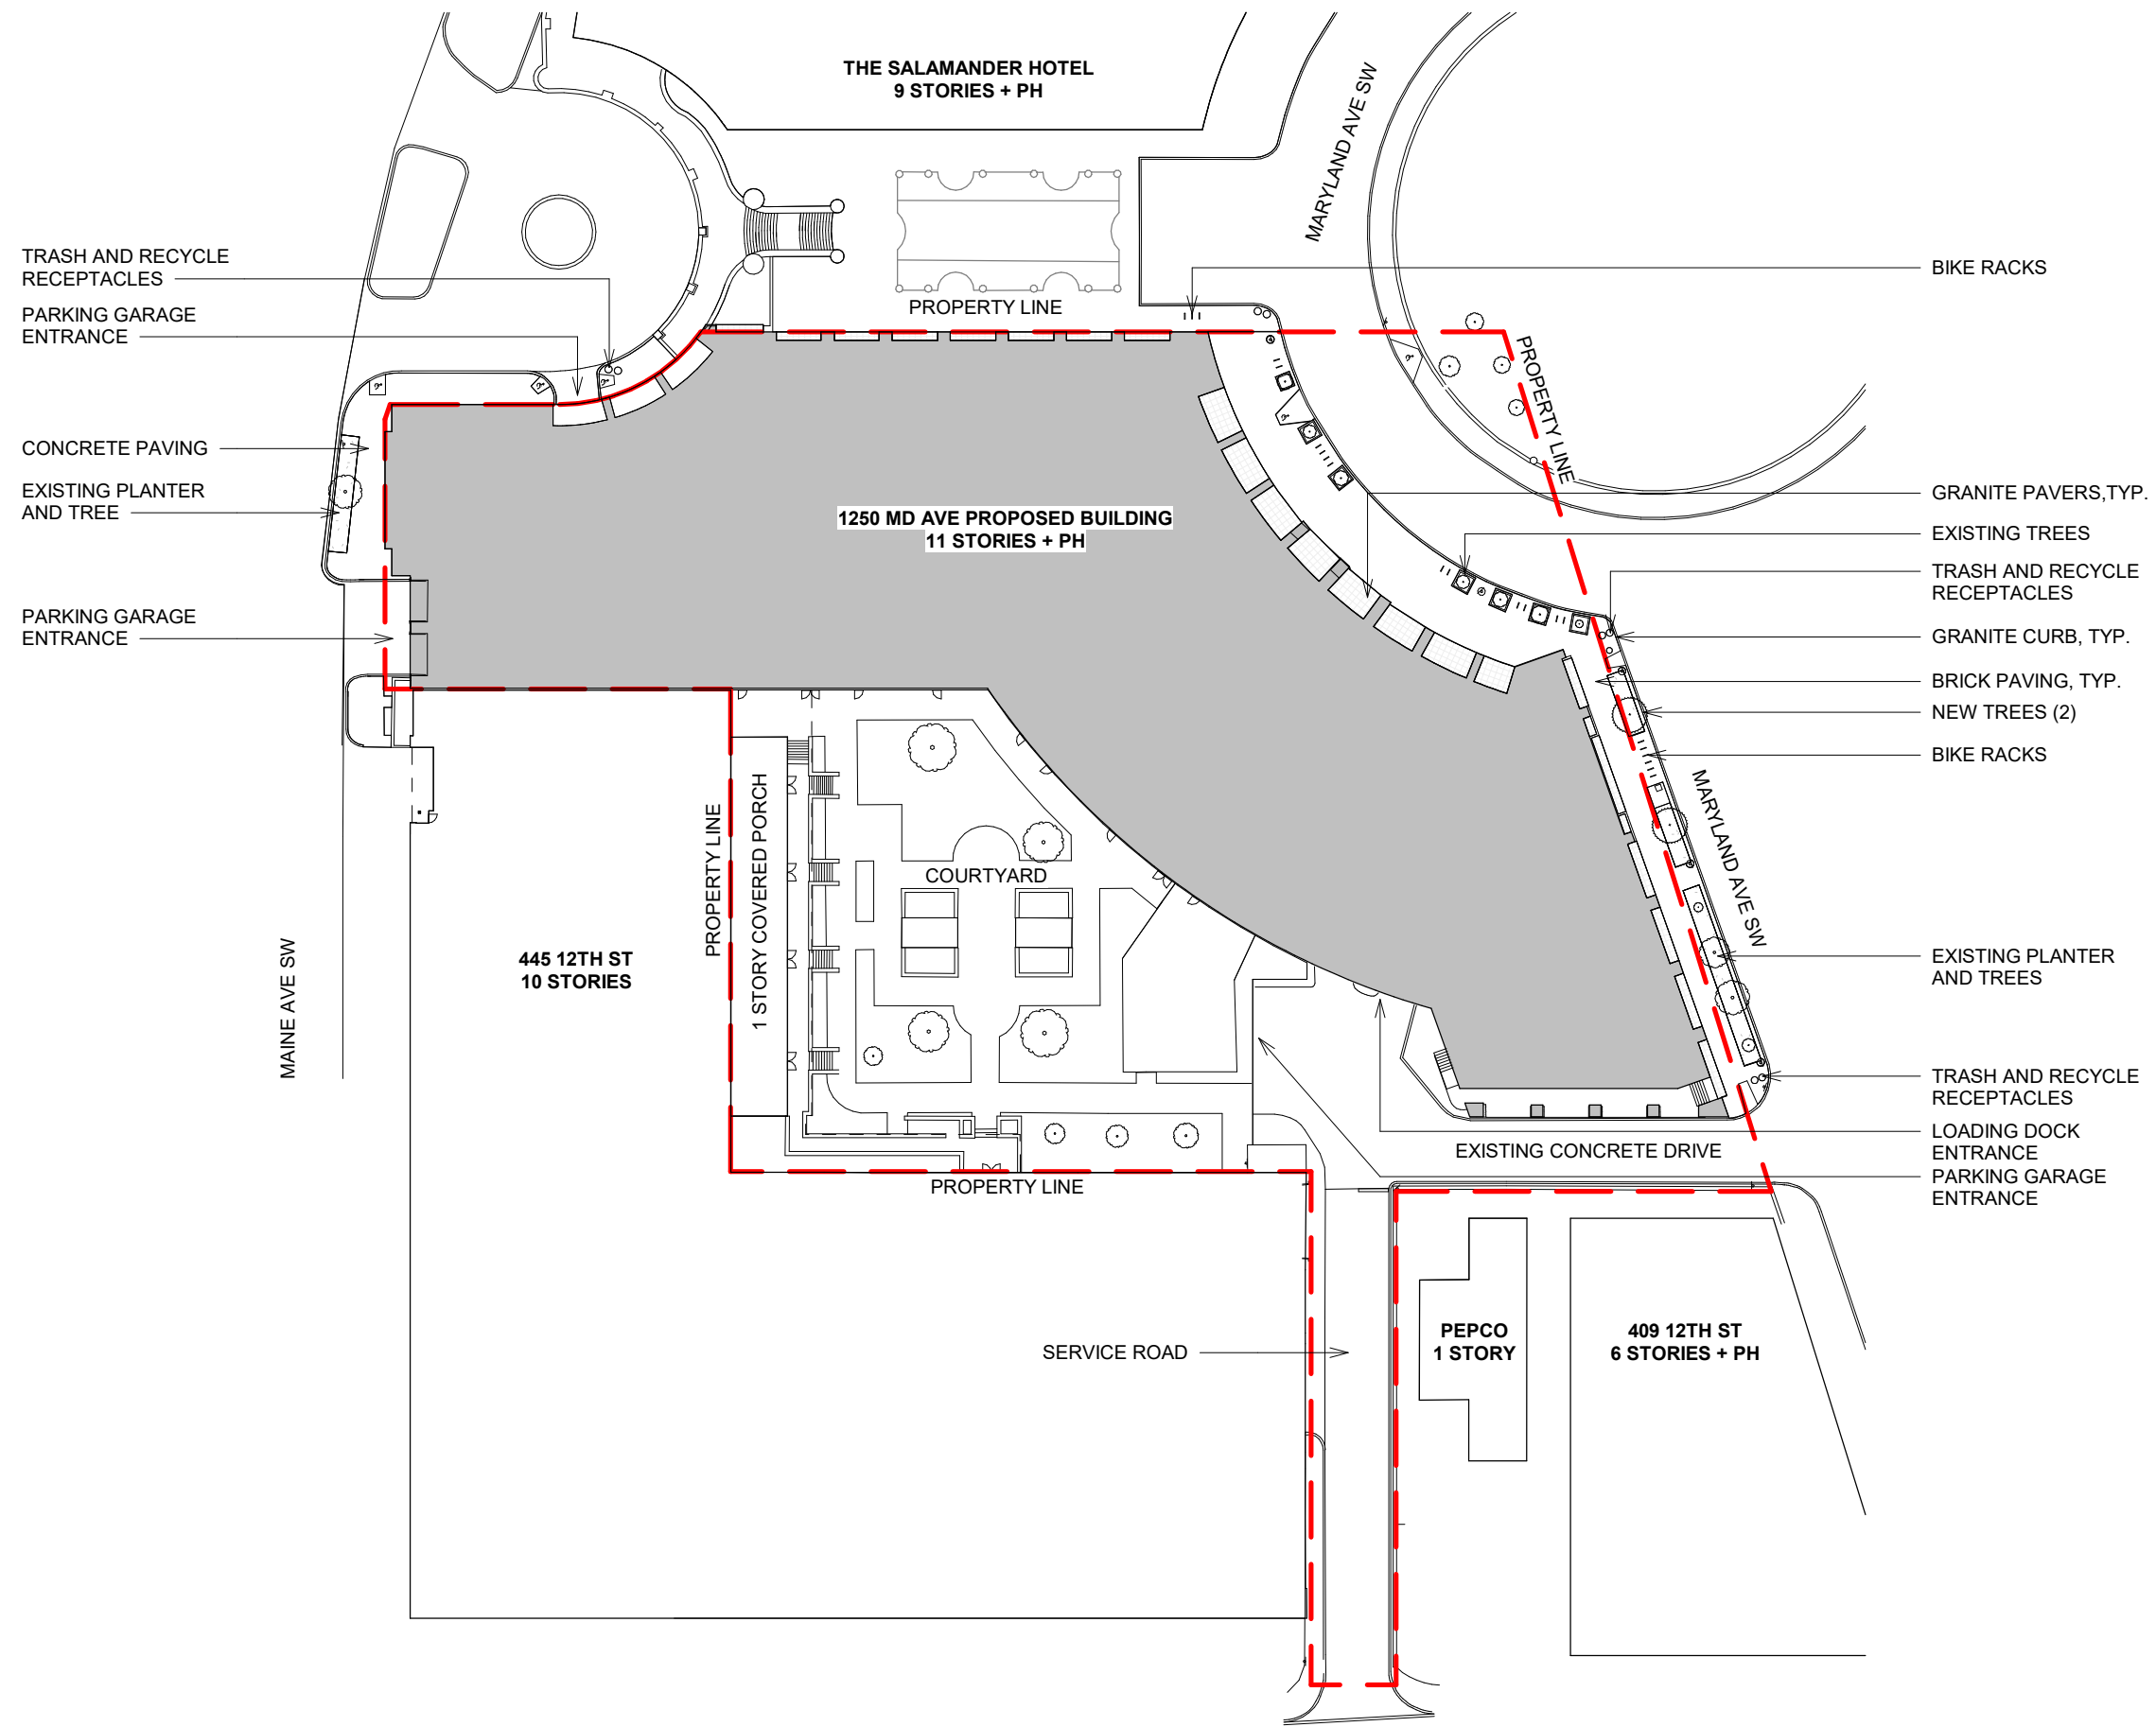 THE SALAMANDER HOTEL
9 STORIES + PH
MARYLAND AVE SW
TRASH AND RECYCLE
RECEPTACLES
PARKING GARAGE
ENTRANCE
CONCRETE PAVING
EXISTING PLANTER
AND TREE
PARKING GARAGE
ENTRANCE
PROPERTY LINE
PROPERTY LINE
1250 MD AVE PROPOSED BUILDING
11 STORIES + PH
BIKE RACKS
GRANITE PAVERS,TYP.
EXISTING TREES
TRASH AND RECYCLE
RECEPTACLES
GRANITE CURB, TYP.
BRICK PAVING, TYP.
NEW TREES (2)
BIKE RACKS
MARYLAND AVE SW
PROPERTY LINE
1 STORY COVERED PORCH
COURTYARD
445 12TH ST
10 STORIES
MAINE AVE SW
EXISTING PLANTER
AND TREES
TRASH AND RECYCLE
RECEPTACLES
LOADING DOCK
ENTRANCE
PARKING GARAGE
ENTRANCE
EXISTING CONCRETE DRIVE
PROPERTY LINE
SERVICE ROAD
PEPCO
1 STORY
409 12TH ST
6 STORIES + PH